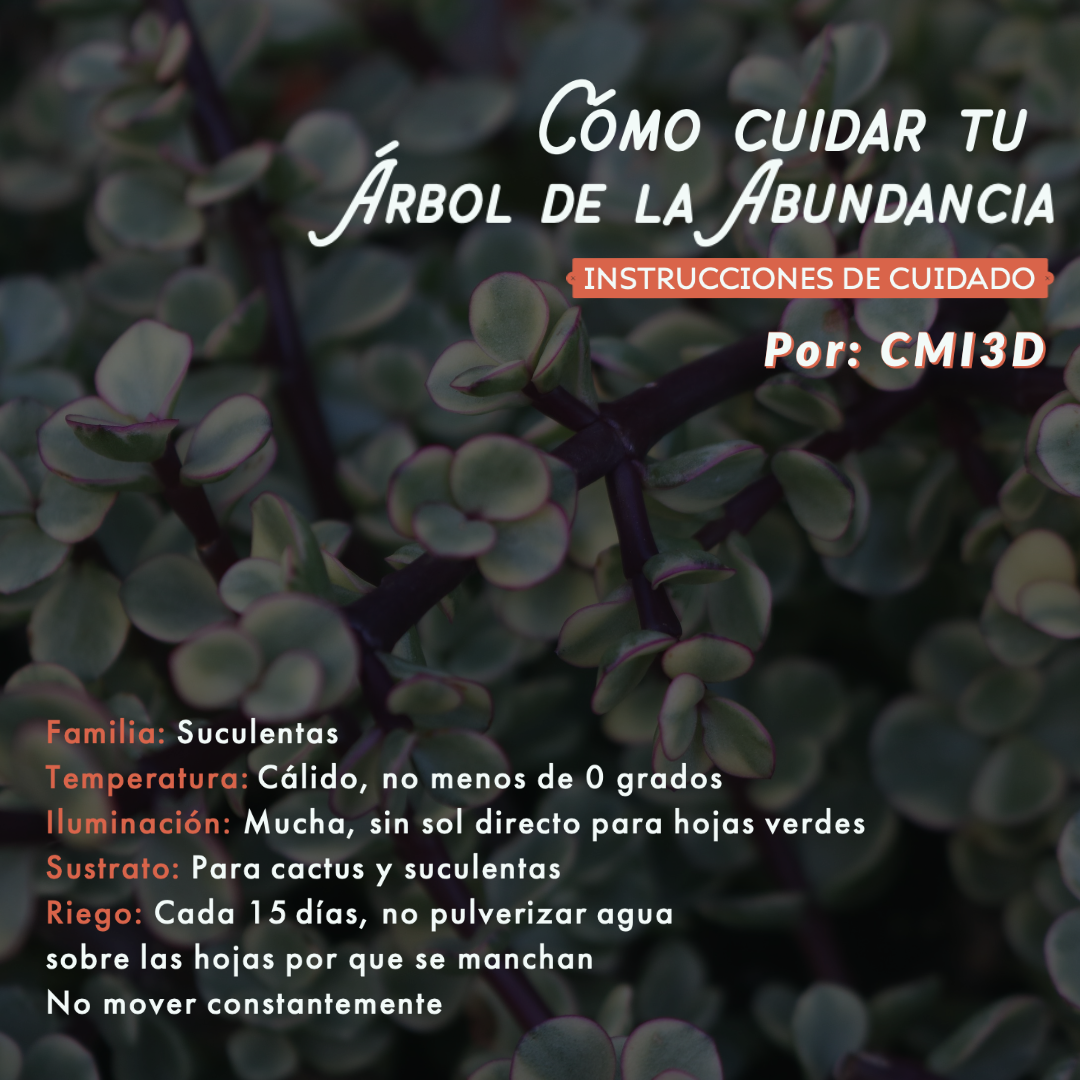 Cómo cuidar tu
Árbol de la Abundancia
INSTRUCCIONES DE CUIDADO
Por: CMI3D
Familia: Suculentas
Temperatura: Cálido, no menos de 0 grados
Iluminación: Mucha, sin sol directo para hojas verdes
Sustrato: Para cactus y suculentas
Riego: Cada 15 días, no pulverizar agua
sobre las hojas por que se manchan
No mover constantemente